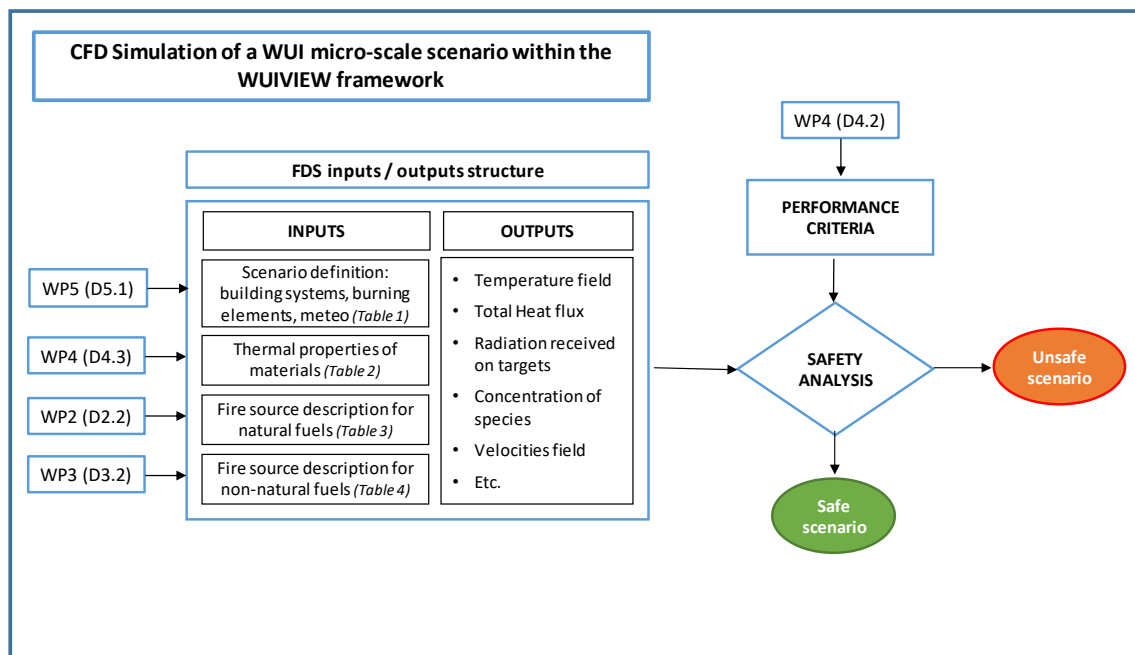 CFD Simulation of a WUI micro-scale scenario within the
WUIVIEW framework
FDS inputs / outputs structure
INPUTS
WP5 (D5.1)
Scenario definition:
building systems, burning
elements, meteo (Table 1)
WP4 (D4.3)
Thermal properties of
materials (Table 2)
WP2 (D2.2)
Fire source description for
natural fuels (Table 3)
WP3 (D3.2)
Fire source description for
non-natural fuels (Table 4)
OUTPUTS
• Temperature field
• Total Heat flux
• Radiation received
on targets
• Concentration of
species
• Velocities field
• Etc.
WP4 (D4.2)
PERFORMANCE
CRITERIA
SAFETY
ANALYSIS
Unsafe
scenario
Safe
scenario